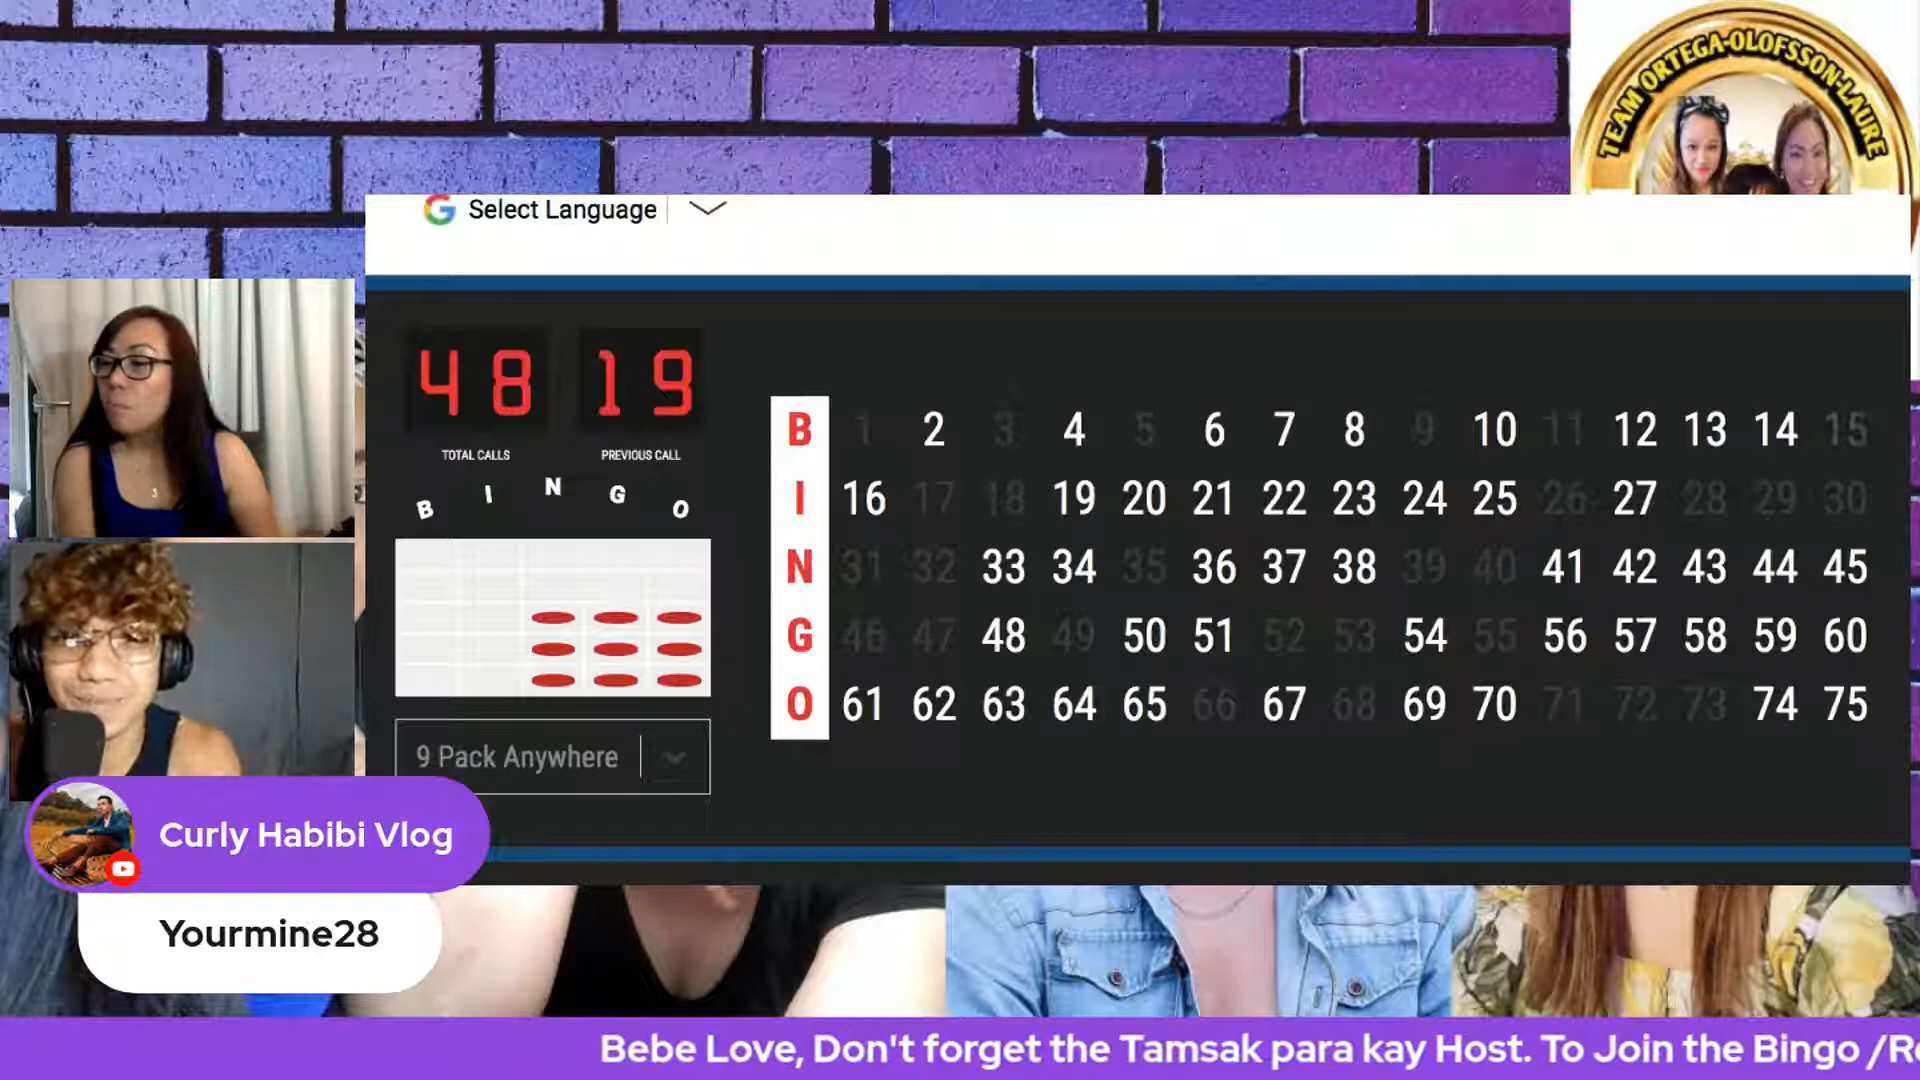 TEAM ORTEGA-OLOFSSON-LAURE
Select Language
48 19
TOTAL CALLS PREVIOUS CALL
B I N G O
B 1 2 3 4 5 6 7 8 9 10 11 12 13 14 15
I 16 17 18 19 20 21 22 23 24 25 26 27 28 29 30
N 31 32 33 34 35 36 37 38 39 40 41 42 43 44 45
G 46 47 48 49 50 51 52 53 54 55 56 57 58 59 60
O 61 62 63 64 65 66 67 68 69 70 71 72 73 74 75
9 Pack Anywhere
Curly Habibi Vlog
Yourmine28
Bebe Love, Don't forget the Tamsak para kay Host. To Join the Bingo /R